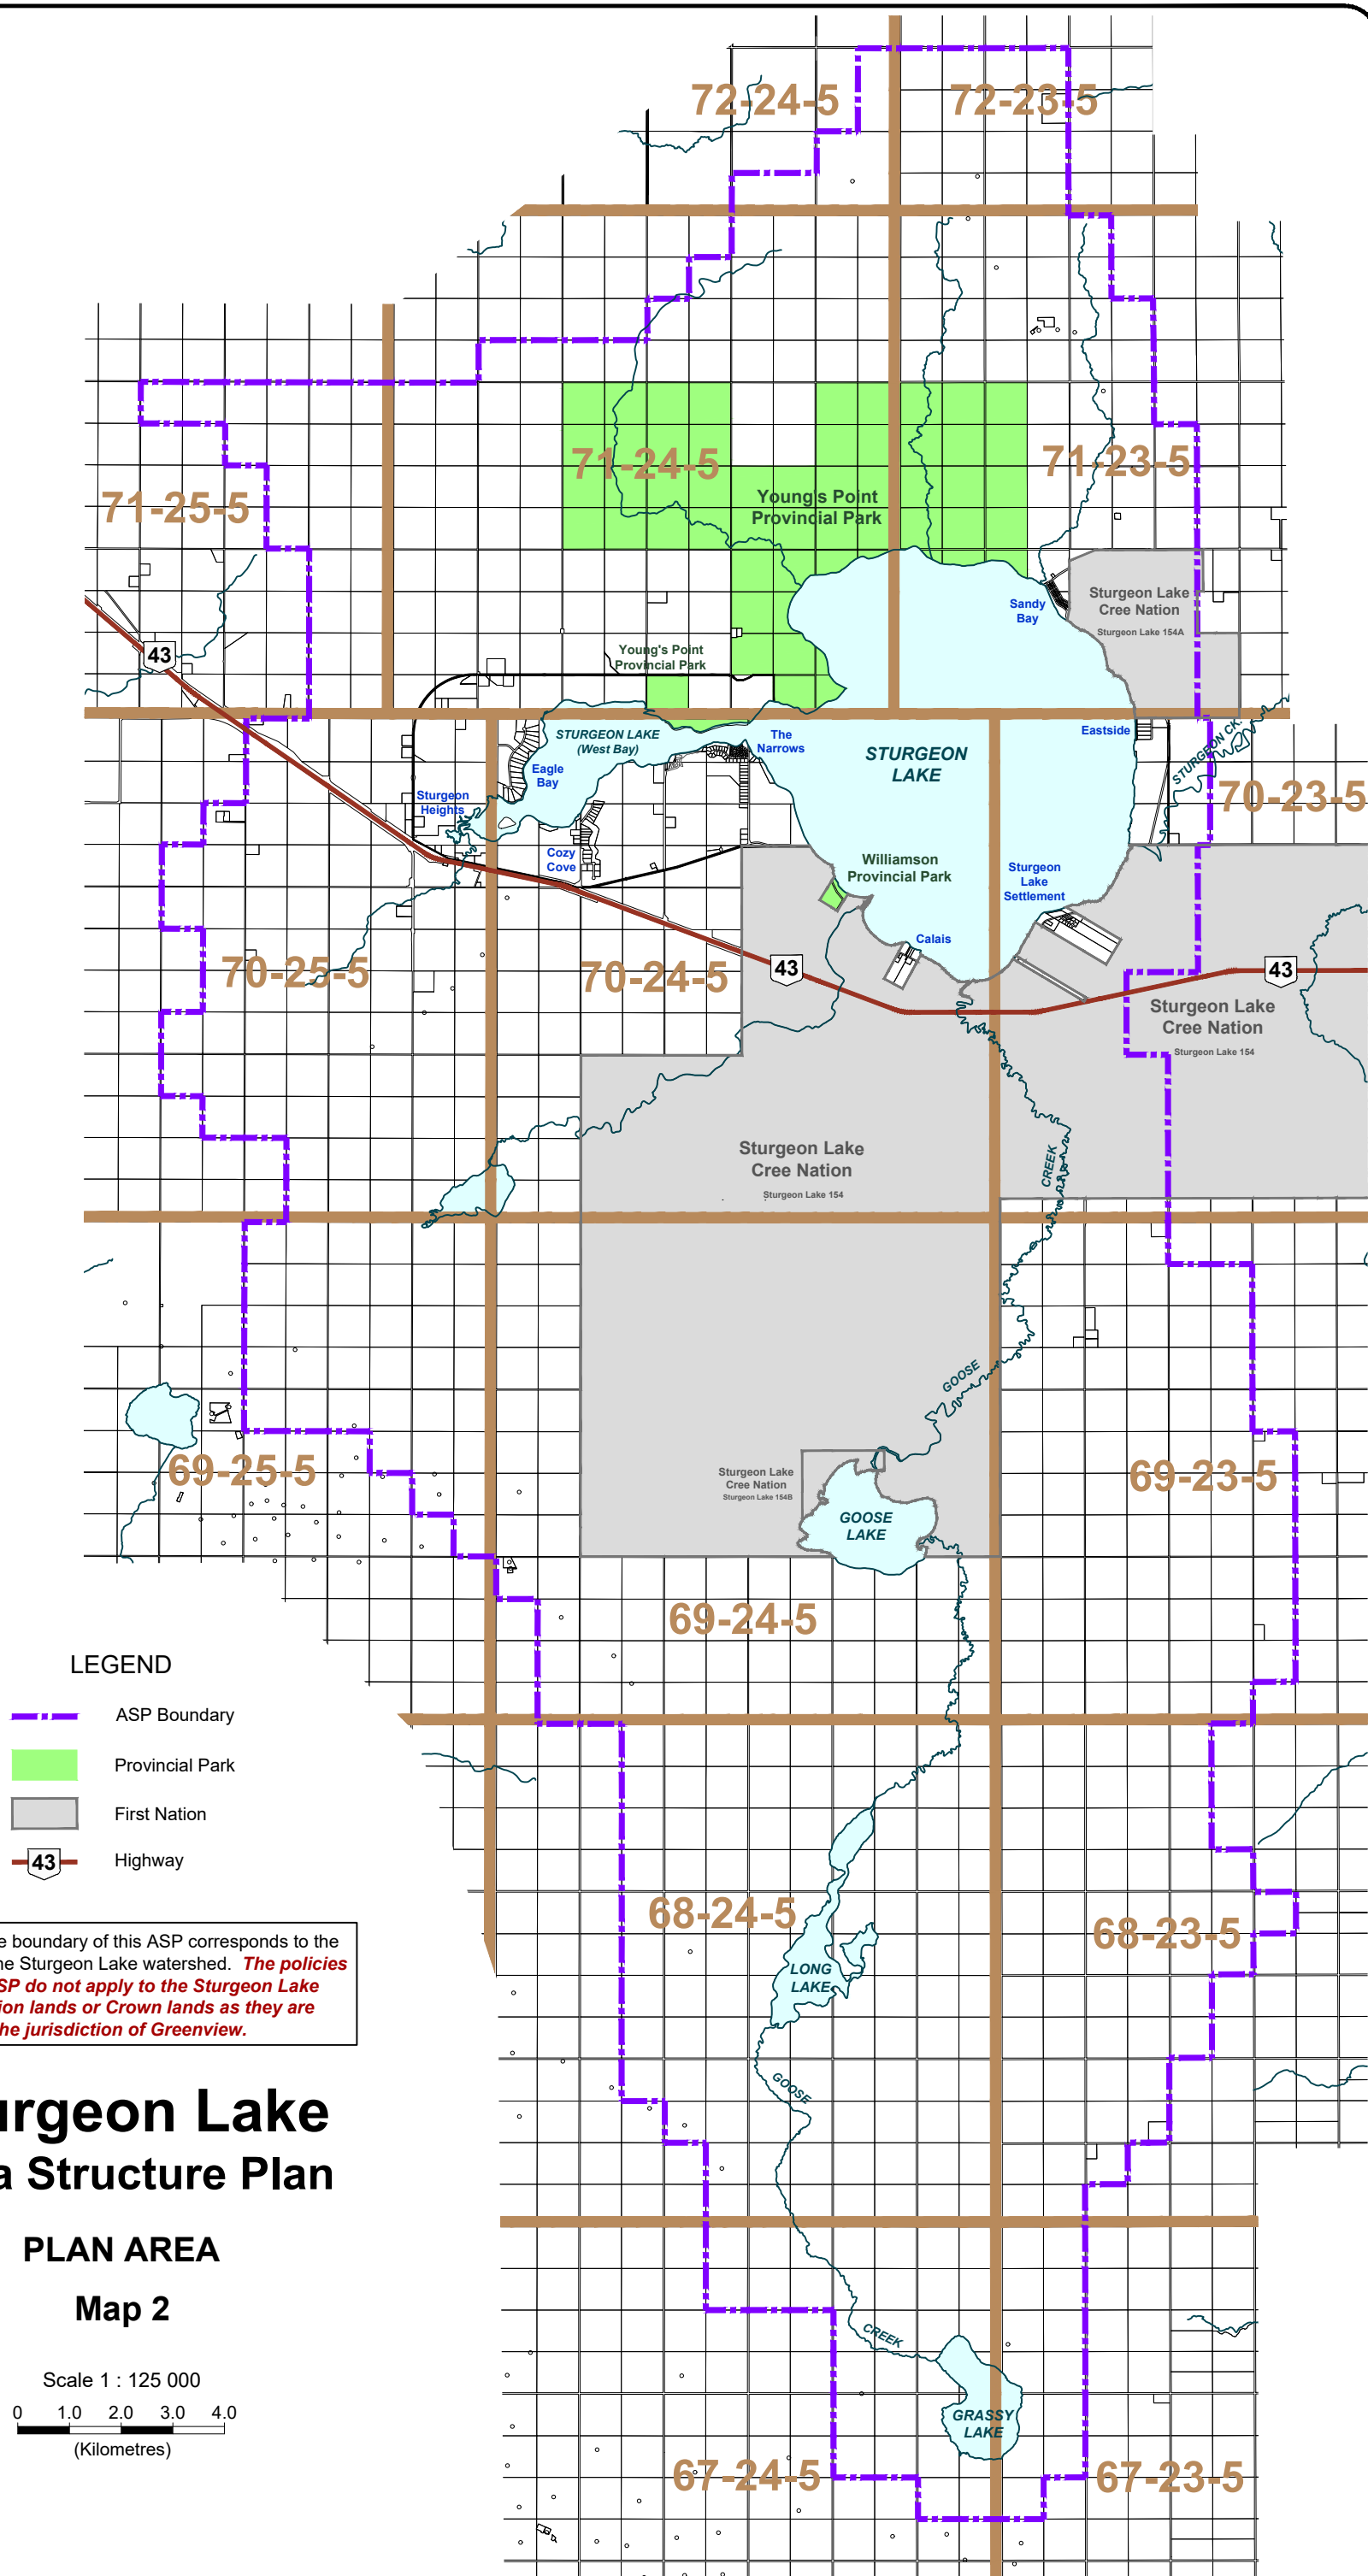 72-24-5
72-23-5
71-24-5
71-23-5
71-25-5
Young's Point
Provincial Park
Sturgeon Lake
Cree Nation
Sturgeon Lake 154A
Sandy
Bay
43
Young's Point
Provincial Park
STURGEON LAKE
(West Bay)
The
Narrows
STURGEON
LAKE
Eastside
STURGEON CK.
Eagle
Bay
Sturgeon
Heights
70-23-5
Cozy
Cove
Williamson
Provincial Park
Sturgeon
Lake
Settlement
Calais
70-25-5
70-24-5
43
43
Sturgeon Lake
Cree Nation
Sturgeon Lake 154
Sturgeon Lake
Cree Nation
Sturgeon Lake 154
CREEK
GOOSE
69-25-5
Sturgeon Lake
Cree Nation
Sturgeon Lake 154B
69-23-5
GOOSE
LAKE
69-24-5
LEGEND
ASP Boundary
Provincial Park
First Nation
43
Highway
68-24-5
68-23-5
e boundary of this ASP corresponds to the
he Sturgeon Lake watershed. The policies
SP do not apply to the Sturgeon Lake
ion lands or Crown lands as they are
he jurisdiction of Greenview.
LONG
LAKE
GOOSE
urgeon Lake
a Structure Plan
PLAN AREA
Map 2
CREEK
Scale 1 : 125 000
0 1.0 2.0 3.0 4.0
(Kilometres)
GRASSY
LAKE
67-24-5
67-23-5